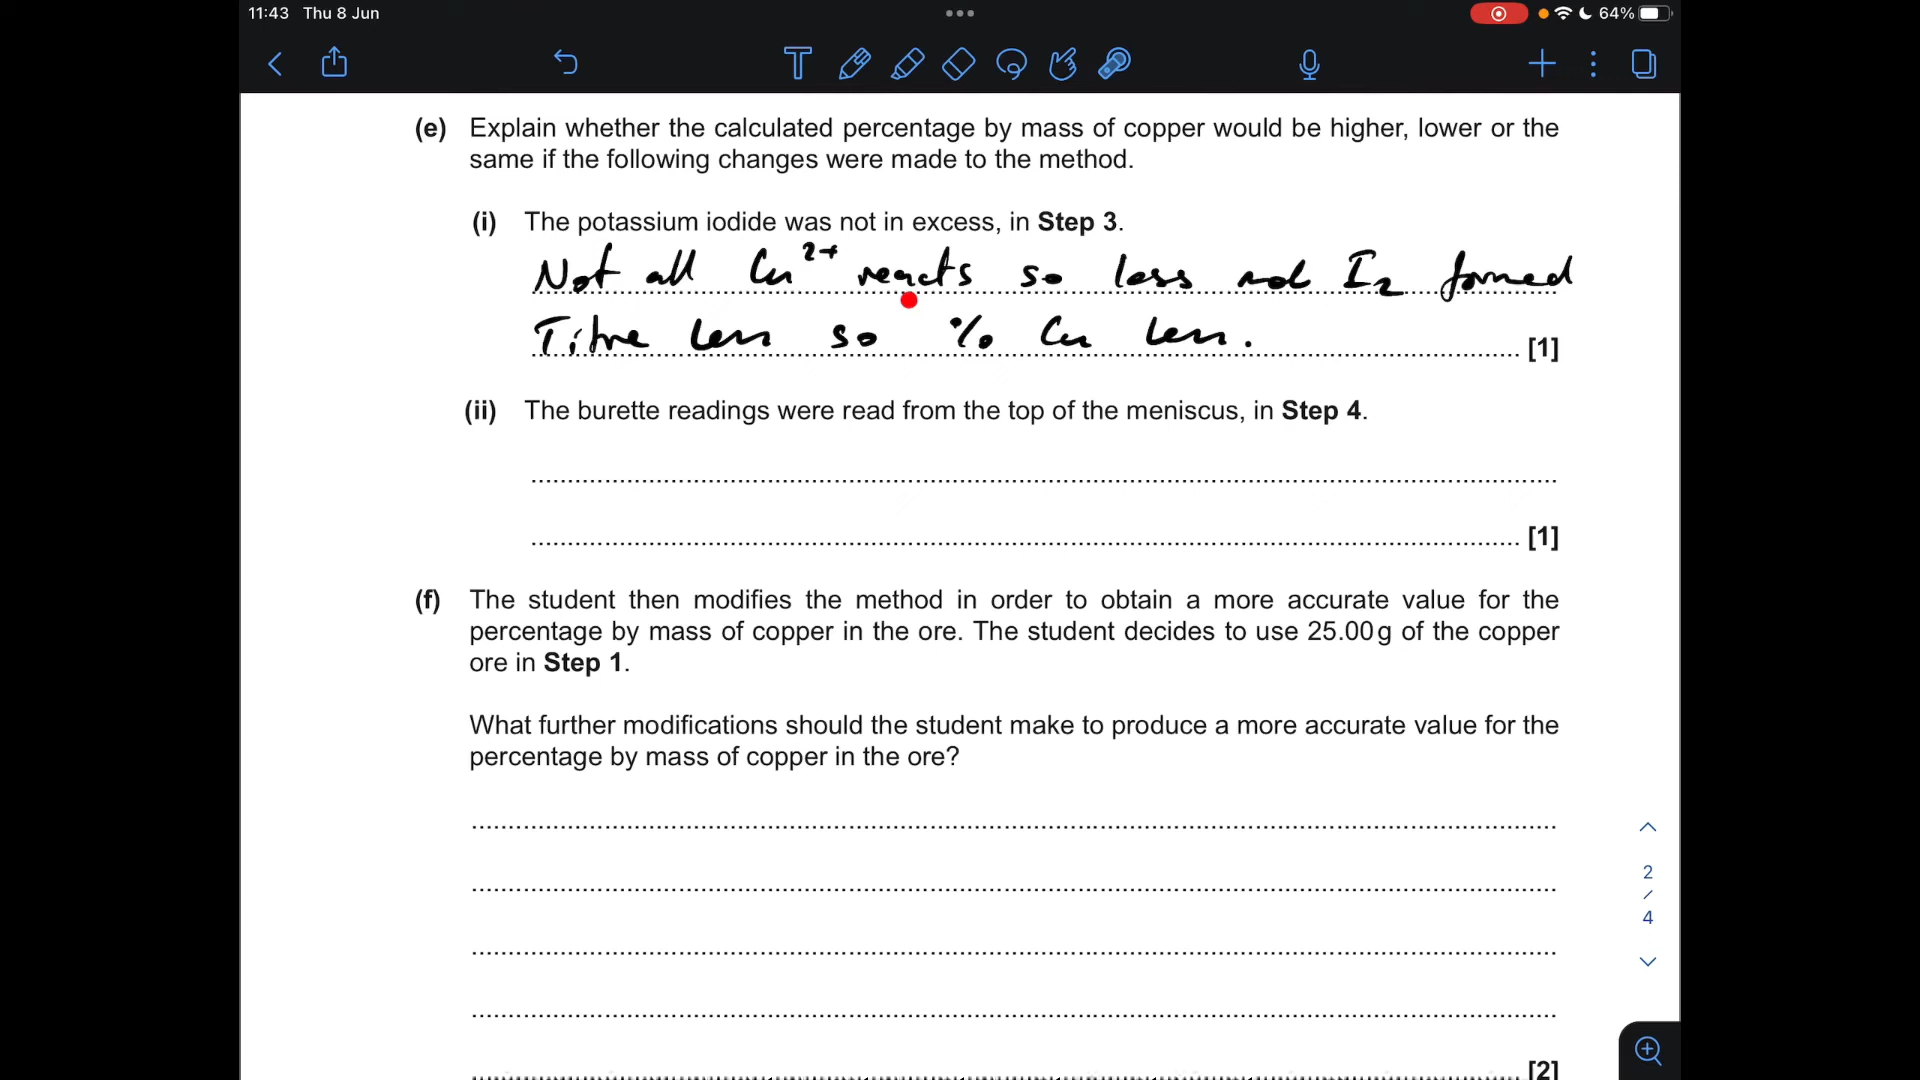 11:43 Thu 8 Jun
64%
(e) Explain whether the calculated percentage by mass of copper would be higher, lower or the
same if the following changes were made to the method.
(i) The potassium iodide was not in excess, in Step 3.
Not all Cu2+ reacts so less mol I2 formed
Titre less so % Cu less.
[1]
(ii) The burette readings were read from the top of the meniscus, in Step 4.
[1]
(f) The student then modifies the method in order to obtain a more accurate value for the
percentage by mass of copper in the ore. The student decides to use 25.00 g of the copper
ore in Step 1.
What further modifications should the student make to produce a more accurate value for the
percentage by mass of copper in the ore?
2
/
4
[2]